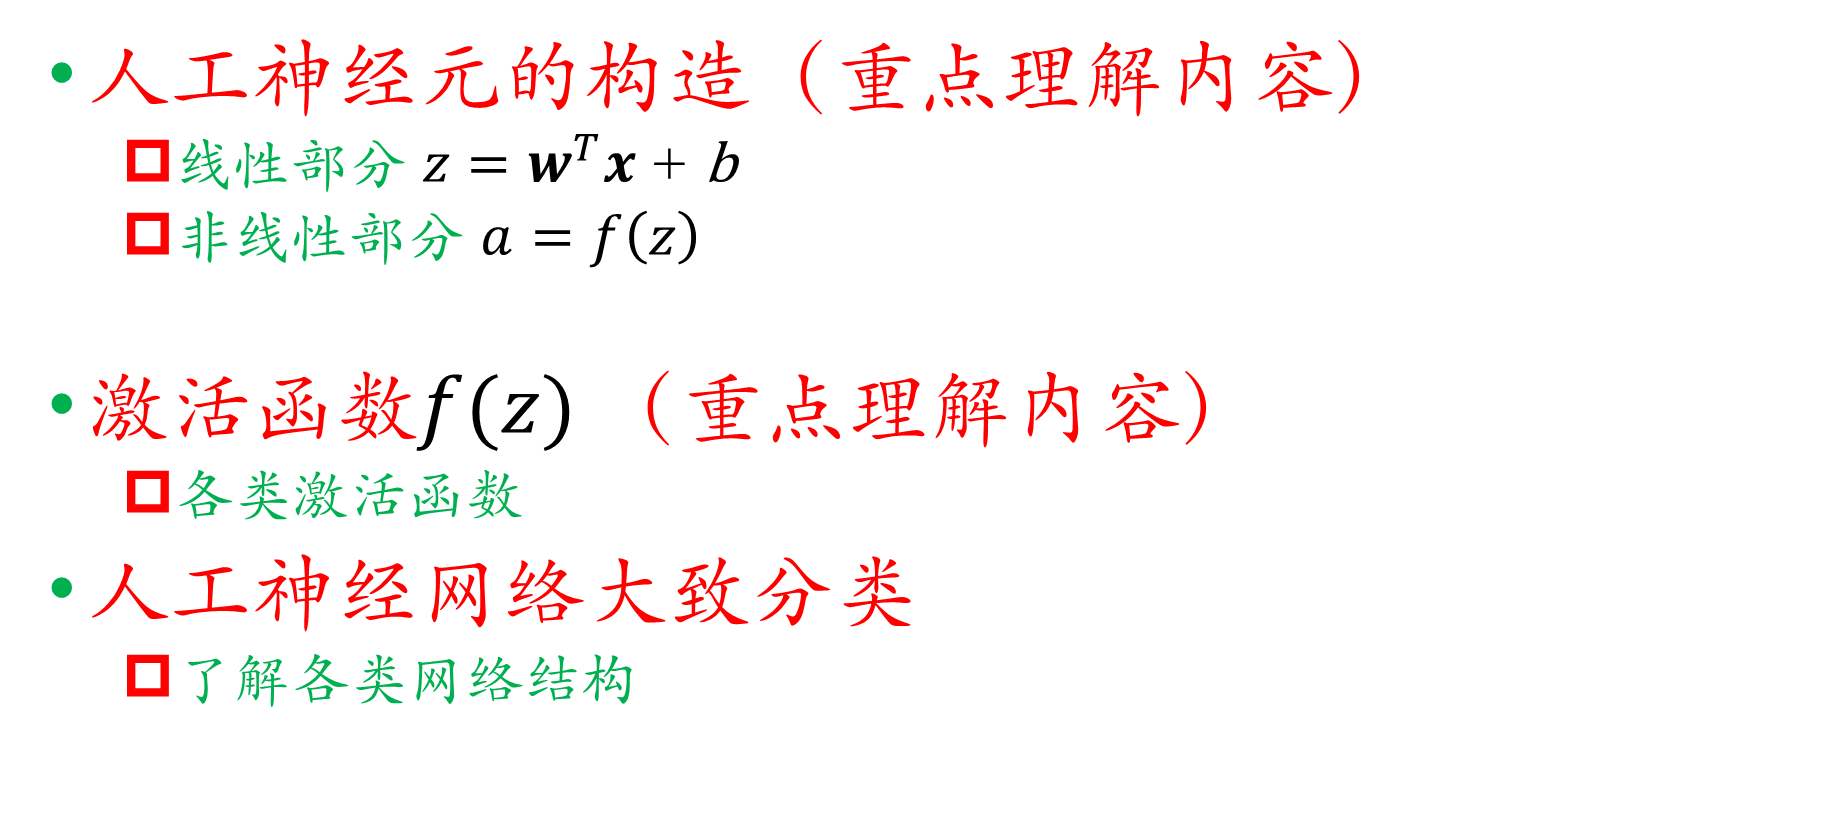 • 人工神经元的构造（重点理解内容）
线性部分 z = wᵀx + b
非线性部分 a = f(z)
• 激活函数f(z) （重点理解内容）
各类激活函数
• 人工神经网络大致分类
了解各类网络结构